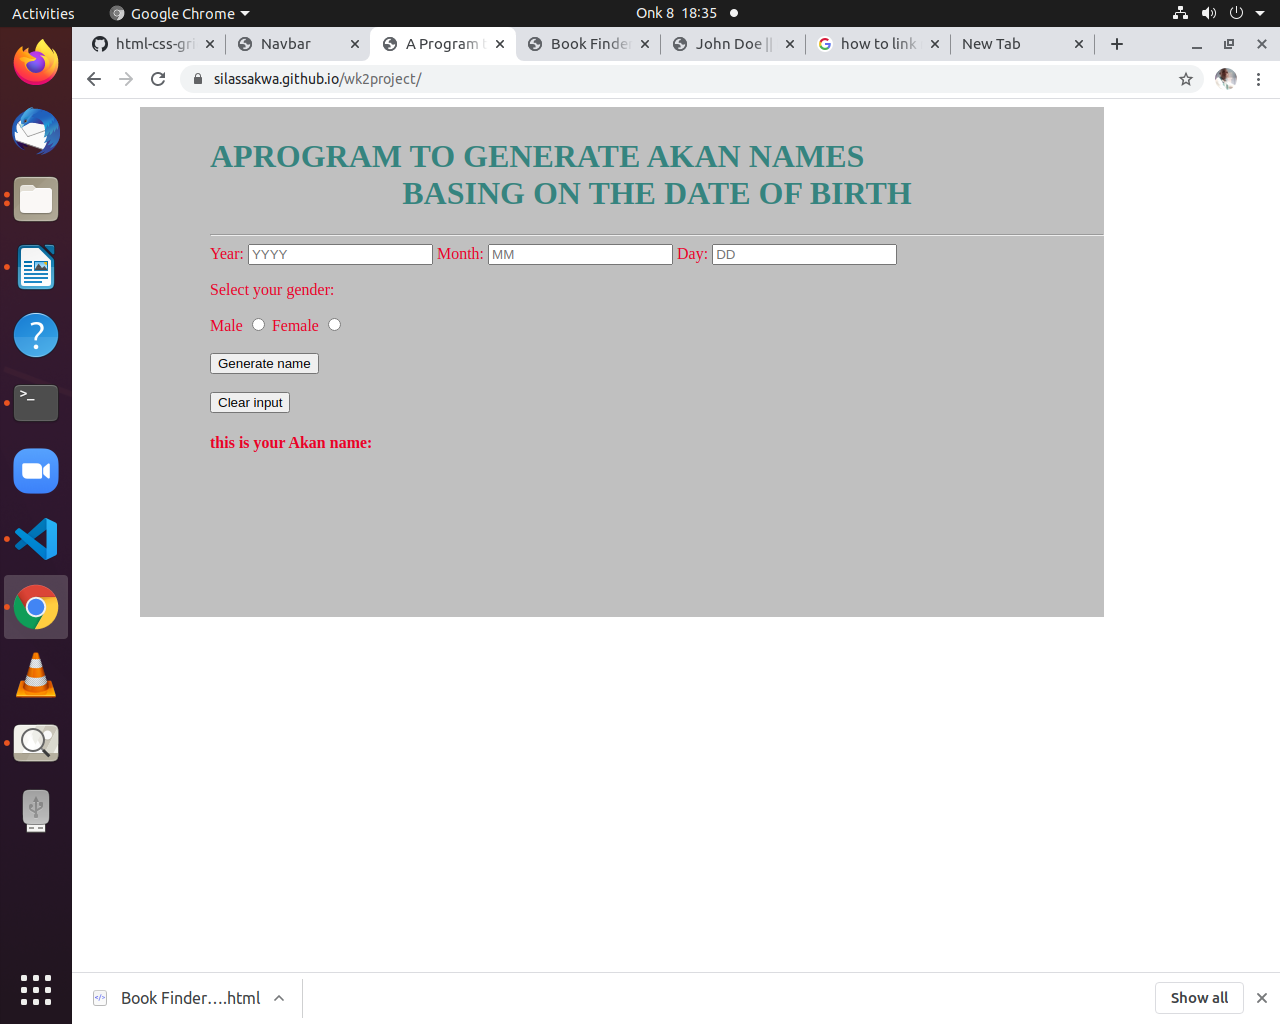 Activities Google Chrome Onk 8 18:35
html-css-gri Navbar A Program t Book Finder John Doe || how to link New Tab
silassakwa.github.io/wk2project/
APROGRAM TO GENERATE AKAN NAMES
BASING ON THE DATE OF BIRTH
Year: YYYY Month: MM Day: DD
Select your gender:
Male Female
Generate name
Clear input
this is your Akan name:
Book Finder….html Show all